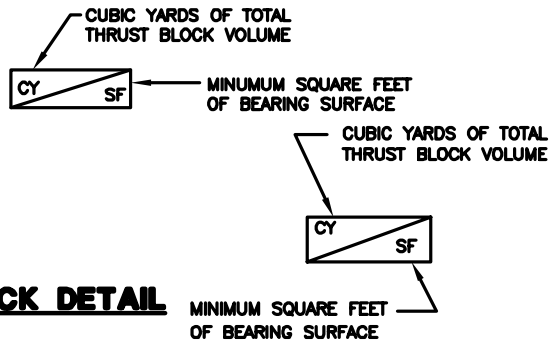 CUBIC YARDS OF TOTAL
THRUST BLOCK VOLUME
CY
SF
MINUMUM SQUARE FEET
OF BEARING SURFACE
CUBIC YARDS OF TOTAL
THRUST BLOCK VOLUME
CY
SF
CK DETAIL
MINIMUM SQUARE FEET
OF BEARING SURFACE